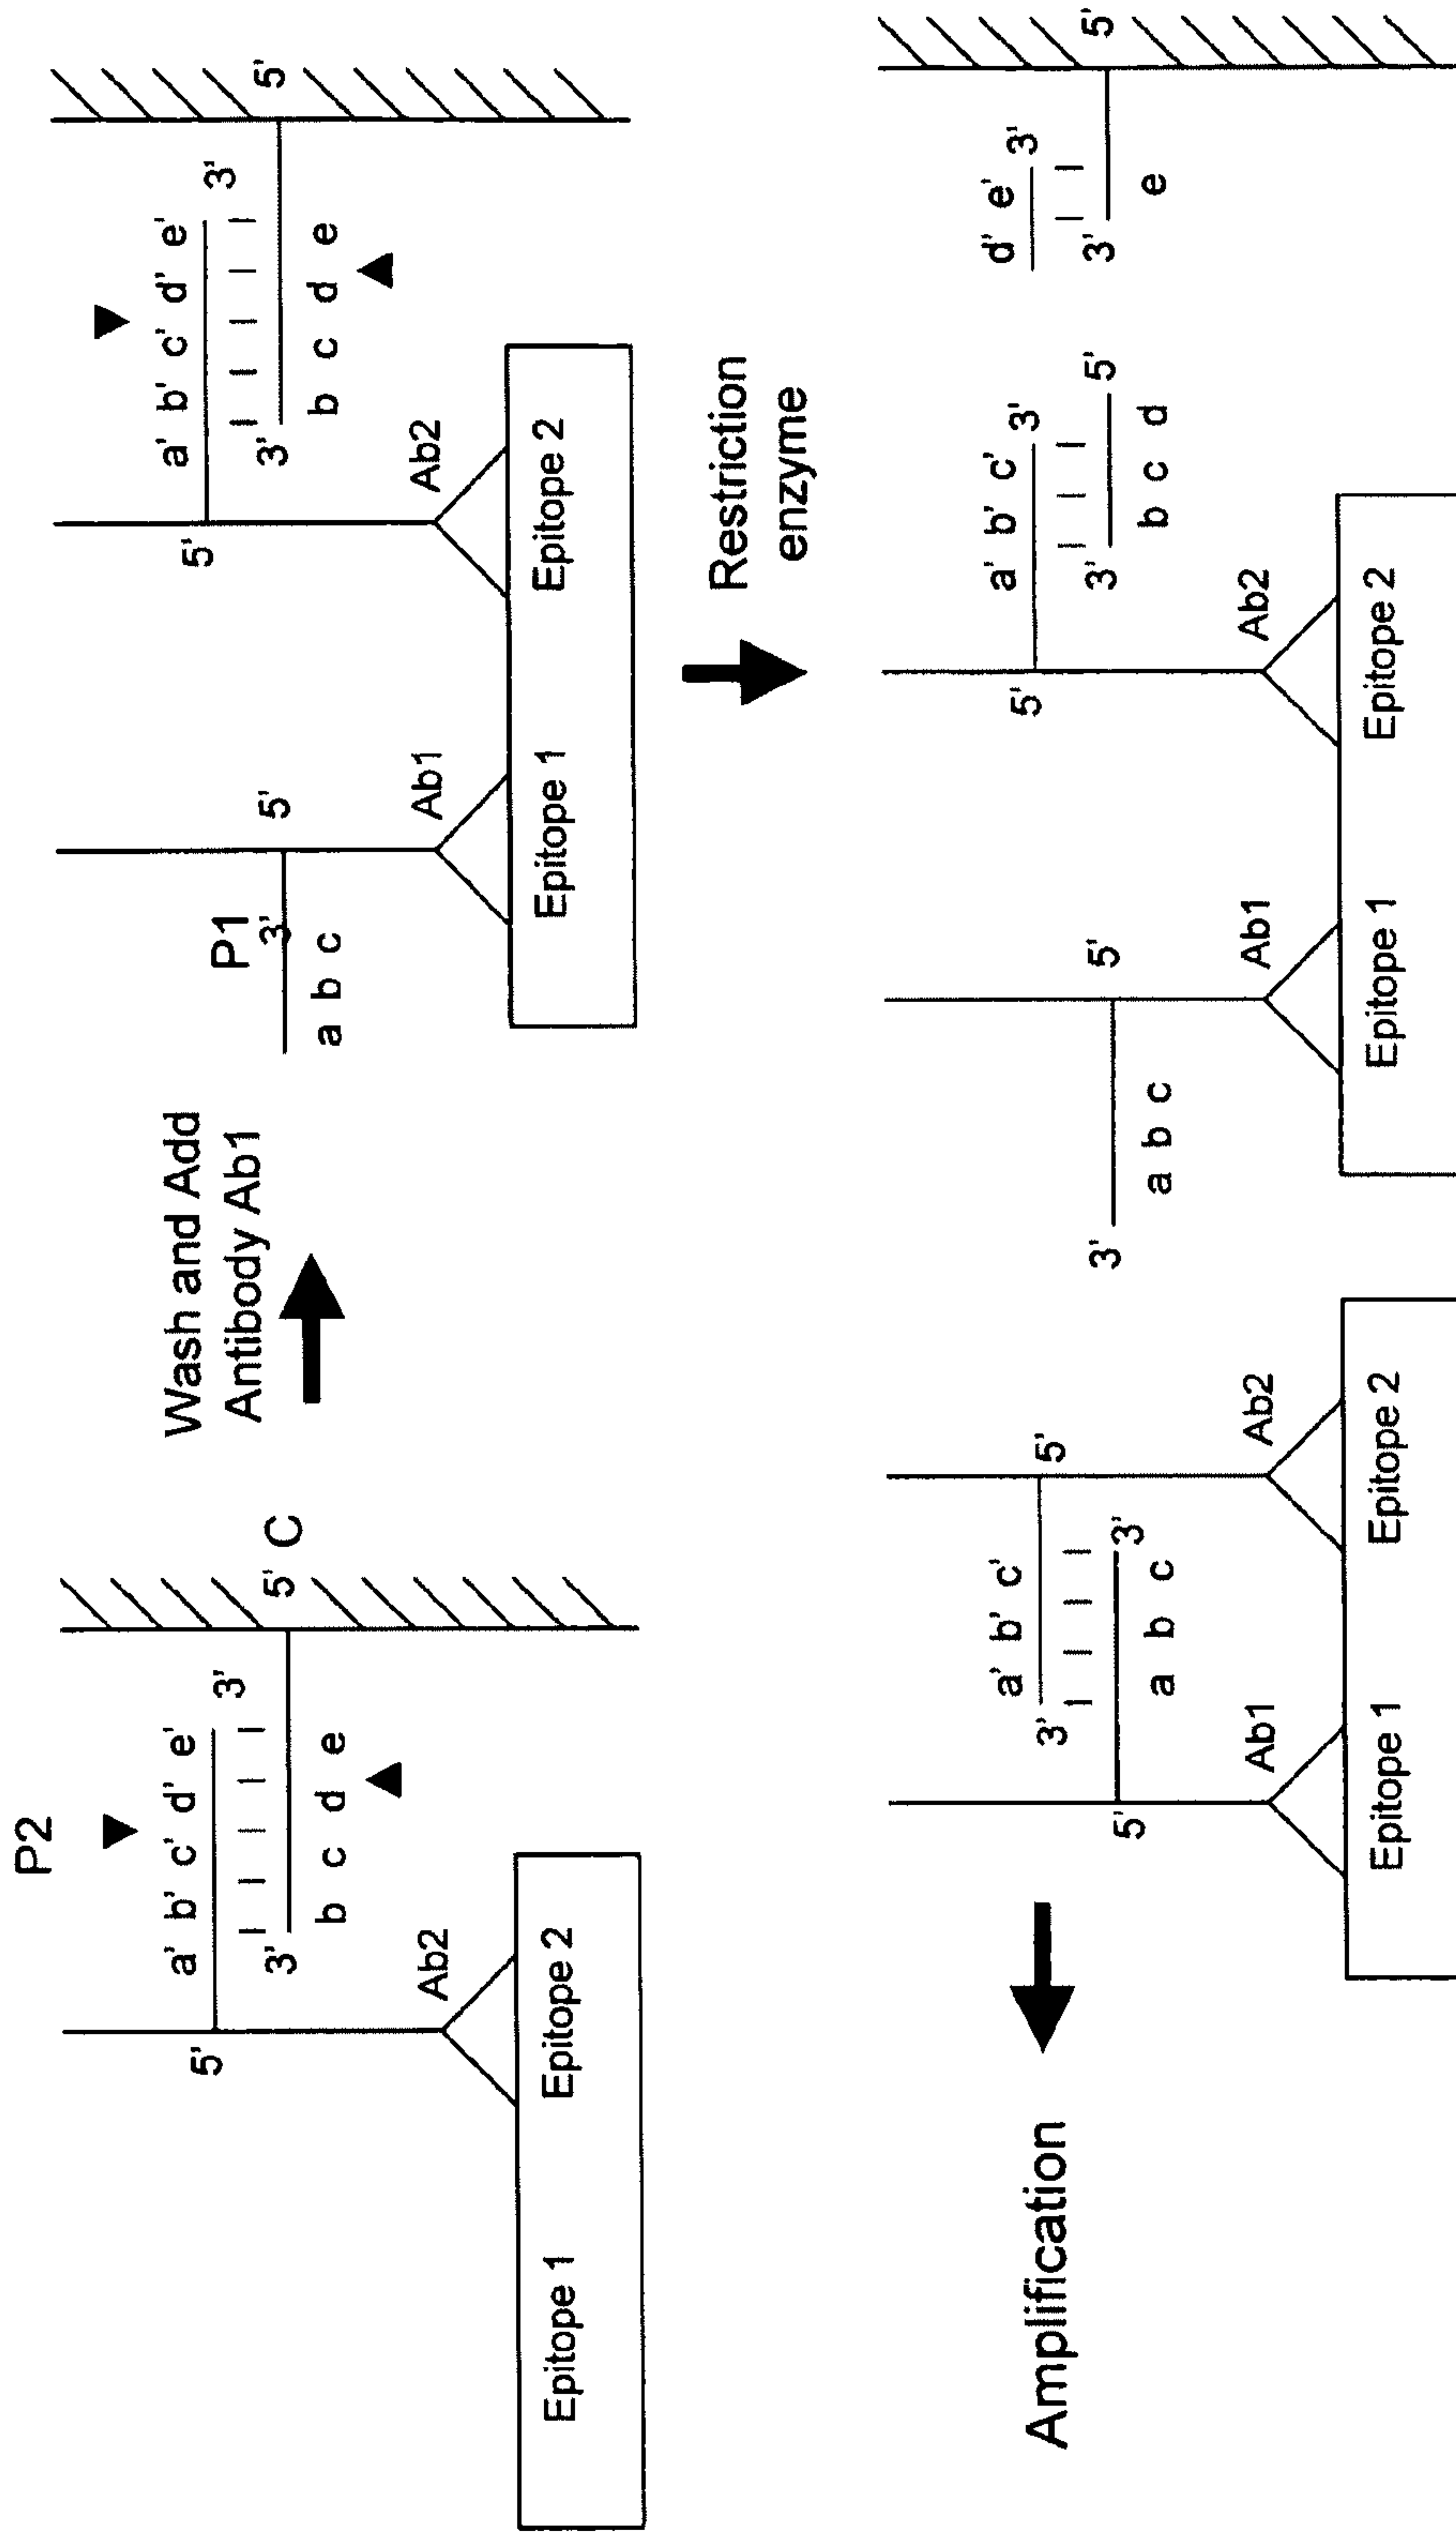 P2
a' b' c' d' e'
5'
3'
3'
5'
C
b c d e
Ab2
Epitope 1
Epitope 2
Wash and Add
Antibody Ab1
P1
3'
5'
a b c
Ab1
a' b' c' d' e'
5'
3'
3'
5'
b c d e
Ab2
Epitope 1
Epitope 2
Restriction
enzyme
3'
5'
a b c
Ab1
a' b' c'
5'
3'
3'
5'
b c d
Ab2
Epitope 1
Epitope 2
d' e'
3'
3'
5'
e
a' b' c'
3'
5'
5'
3'
a b c
Ab1
Ab2
Epitope 1
Epitope 2
Amplification